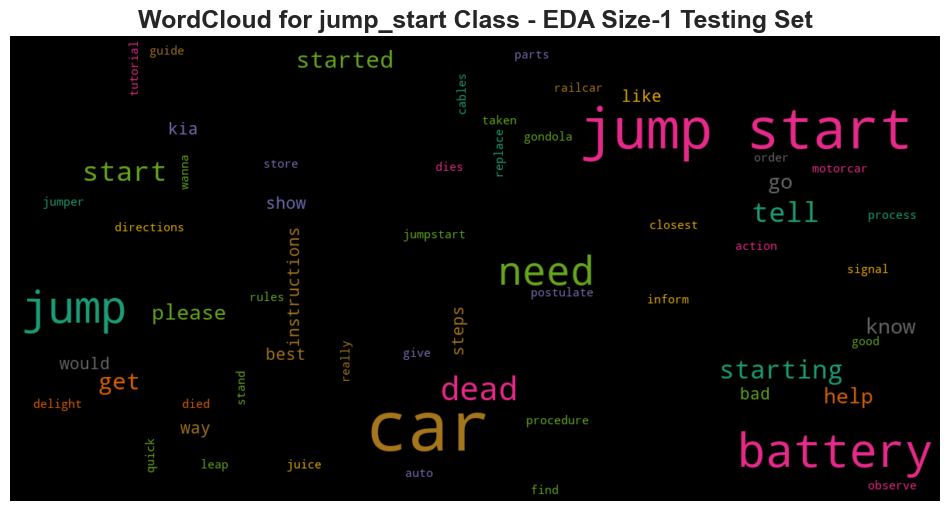 WordCloud for jump_start Class - EDA Size-1 Testing Set
tutorial
guide
started
parts
cables
railcar
like
jump start
taken
replace
gondola
kia
start
wanna
store
dies
order
motorcar
go
jumper
show
tell
process
directions
jumpstart
closest
action
instructions
need
postulate
signal
inform
jump
please
rules
steps
know
good
would
get
best
really
give
dead
starting
bad
help
delight
died
stand
car
way
procedure
battery
quick
leap
juice
auto
find
observe